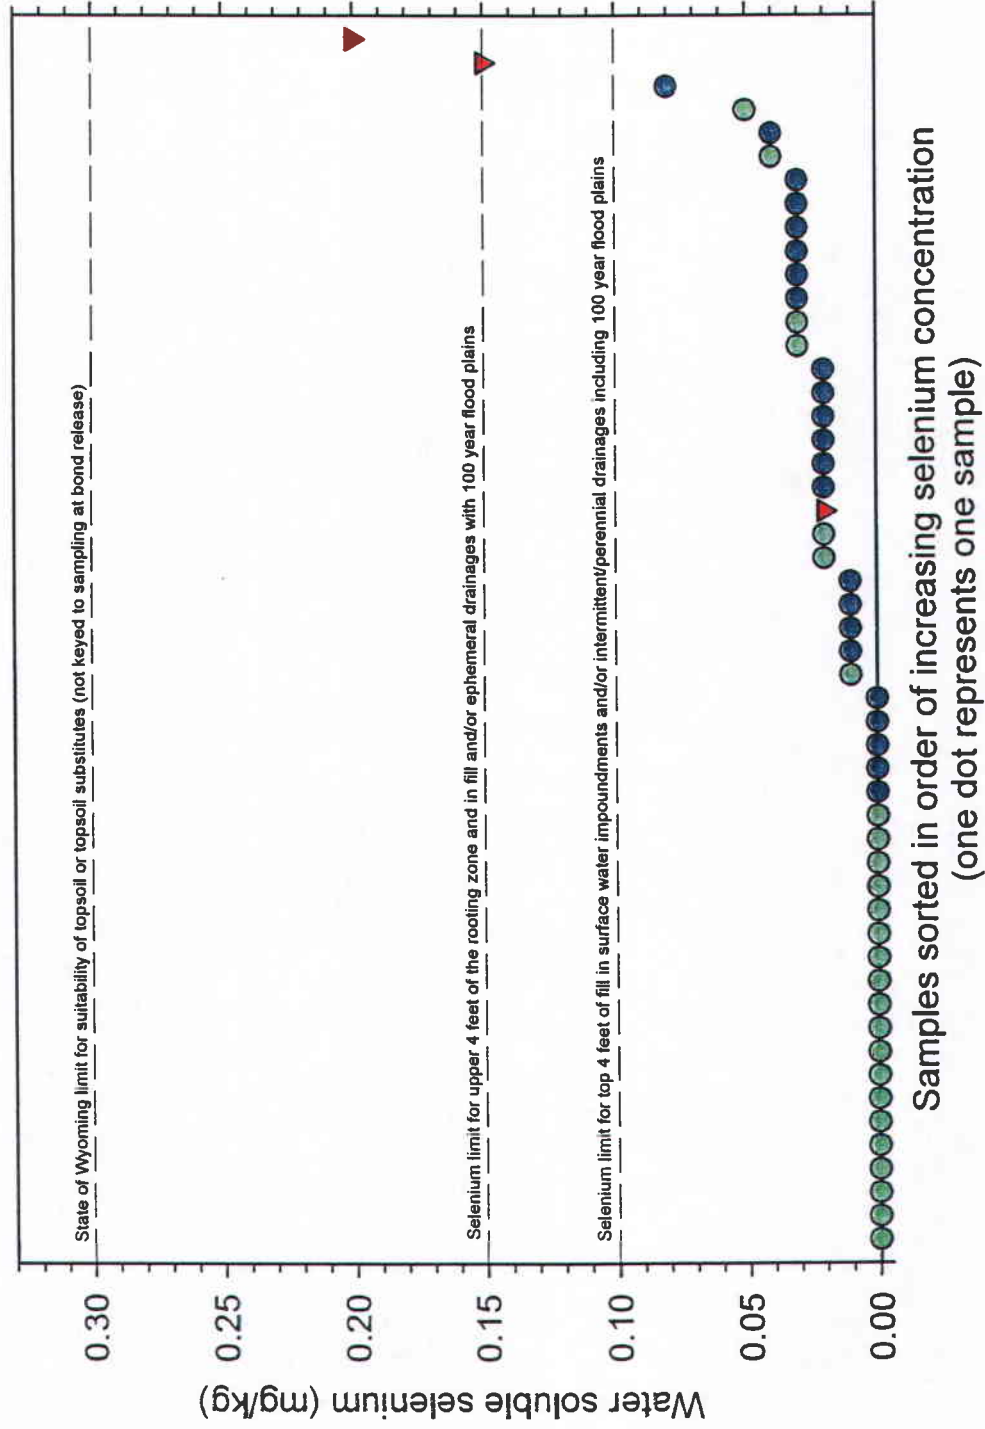 Water soluble selenium (mg/kg)
0.30
0.25
0.20
0.15
0.10
0.05
0.00
State of Wyoming limit for suitability of topsoil or topsoil substitutes (not keyed to sampling at bond release)
Selenium limit for upper 4 feet of the rooting zone and in fill and/or ephemeral drainages with 100 year flood plains
Selenium limit for top 4 feet of fill in surface water impoundments and/or intermittent/perennial drainages including 100 year flood plains
Samples sorted in order of increasing selenium concentration
(one dot represents one sample)